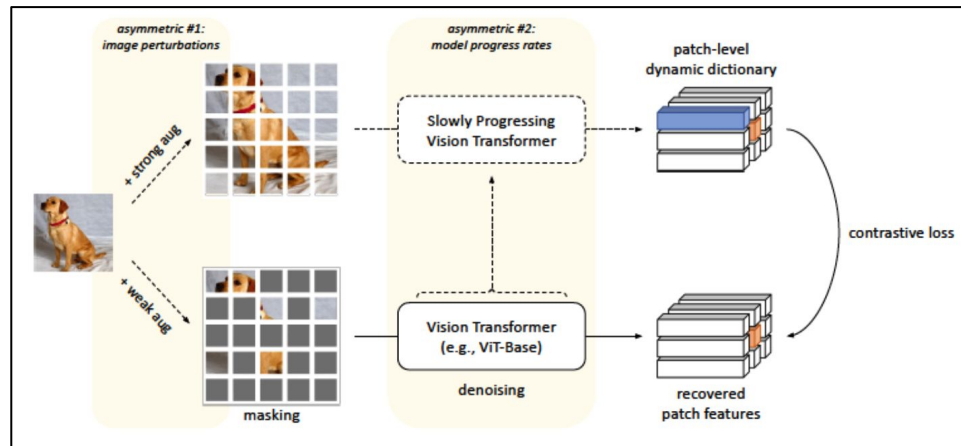 asymmetric #1:
image perturbations
asymmetric #2:
model progress rates
patch-level
dynamic dictionary
+ strong aug
Slowly Progressing
Vision Transformer
contrastive loss
+ weak aug
Vision Transformer
(e.g., ViT-Base)
masking
denoising
recovered
patch features